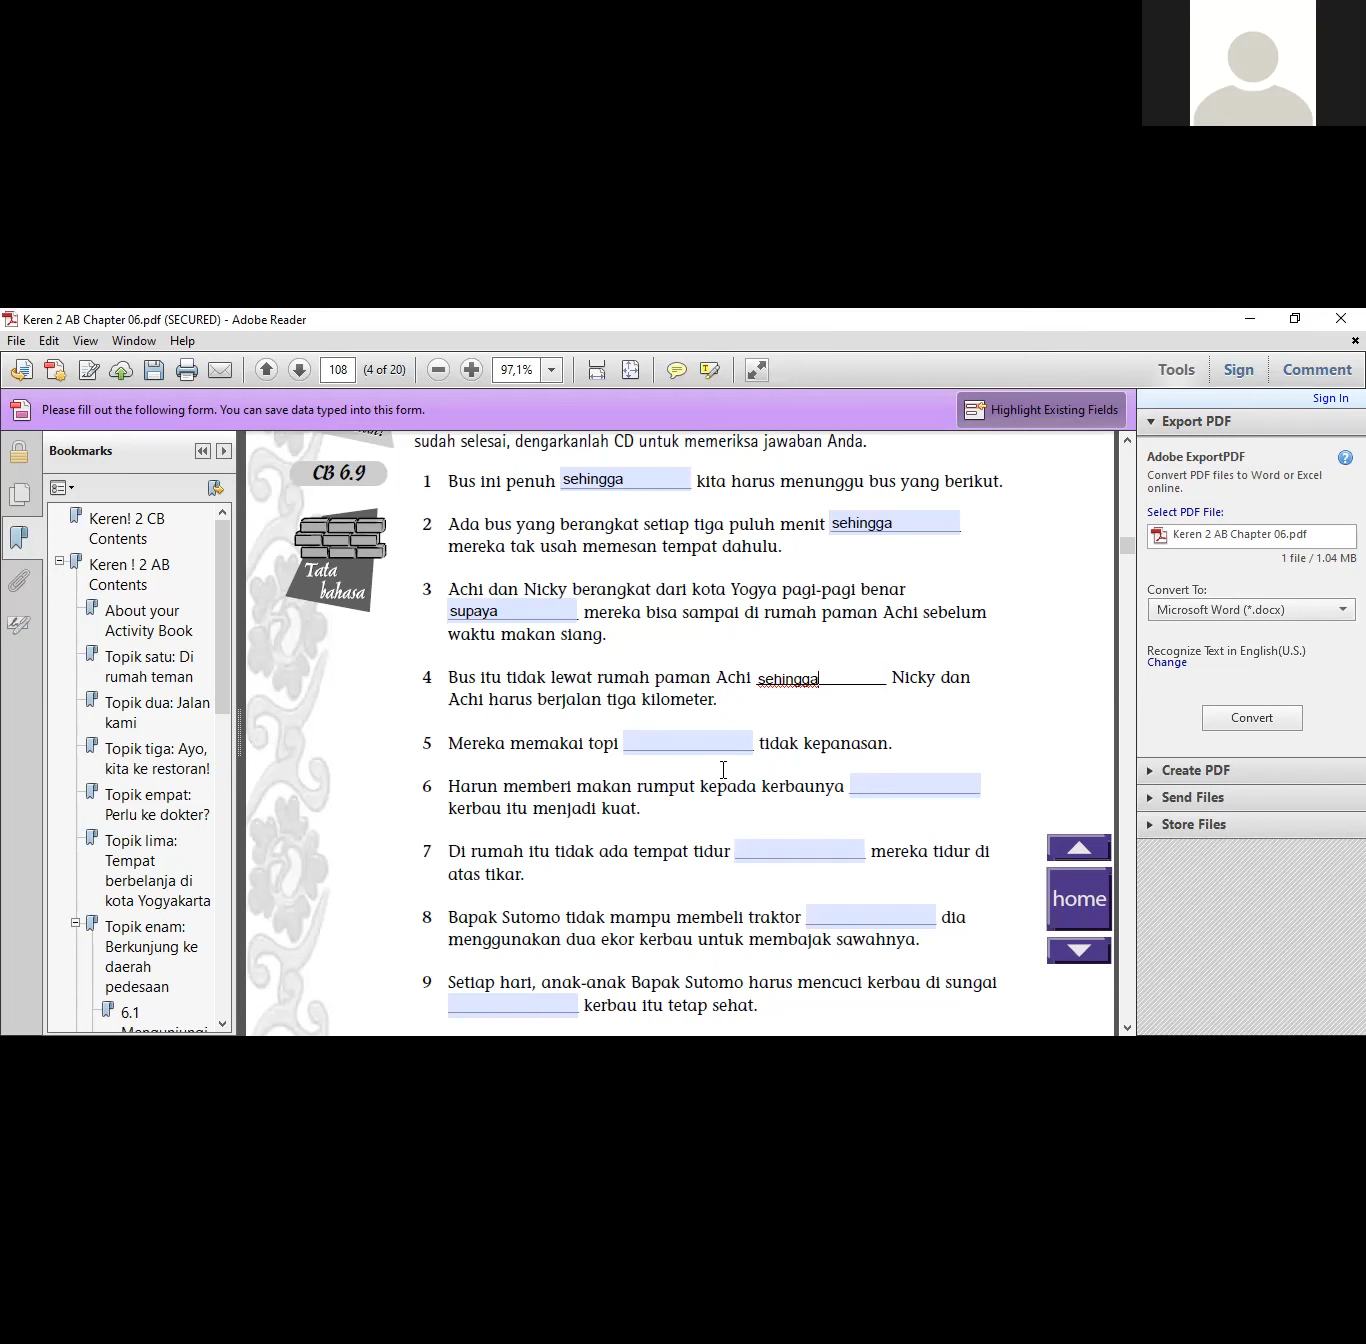 Keren 2 AB Chapter 06.pdf (SECURED) - Adobe Reader
File Edit View Window Help
108 (4 of 20) 97,1% Tools Sign Comment
Please fill out the following form. You can save data typed into this form. Highlight Existing Fields
Sign In
Bookmarks
Keren! 2 CB
Contents
Keren ! 2 AB
Contents
About your
Activity Book
Topik satu: Di
rumah teman
Topik dua: Jalan
kami
Topik tiga: Ayo,
kita ke restoran!
Topik empat:
Perlu ke dokter?
Topik lima:
Tempat
berbelanja di
kota Yogyakarta
Topik enam:
Berkunjung ke
daerah
pedesaan
6.1
Mengunjungi
sudah selesai, dengarkanlah CD untuk memeriksa jawaban Anda.
CB 6.9
Tata
bahasa
1 Bus ini penuh sehingga kita harus menunggu bus yang berikut.
2 Ada bus yang berangkat setiap tiga puluh menit sehingga
mereka tak usah memesan tempat dahulu.
3 Achi dan Nicky berangkat dari kota Yogya pagi-pagi benar
supaya mereka bisa sampai di rumah paman Achi sebelum
waktu makan siang.
4 Bus itu tidak lewat rumah paman Achi sehingga Nicky dan
Achi harus berjalan tiga kilometer.
5 Mereka memakai topi tidak kepanasan.
6 Harun memberi makan rumput kepada kerbaunya
kerbau itu menjadi kuat.
7 Di rumah itu tidak ada tempat tidur mereka tidur di
atas tikar.
8 Bapak Sutomo tidak mampu membeli traktor dia
menggunakan dua ekor kerbau untuk membajak sawahnya.
9 Setiap hari, anak-anak Bapak Sutomo harus mencuci kerbau di sungai
kerbau itu tetap sehat.
home
Export PDF
Adobe ExportPDF
Convert PDF files to Word or Excel
online.
Select PDF File:
Keren 2 AB Chapter 06.pdf
1 file / 1.04 MB
Convert To:
Microsoft Word (*.docx)
Recognize Text in English(U.S.)
Change
Convert
Create PDF
Send Files
Store Files